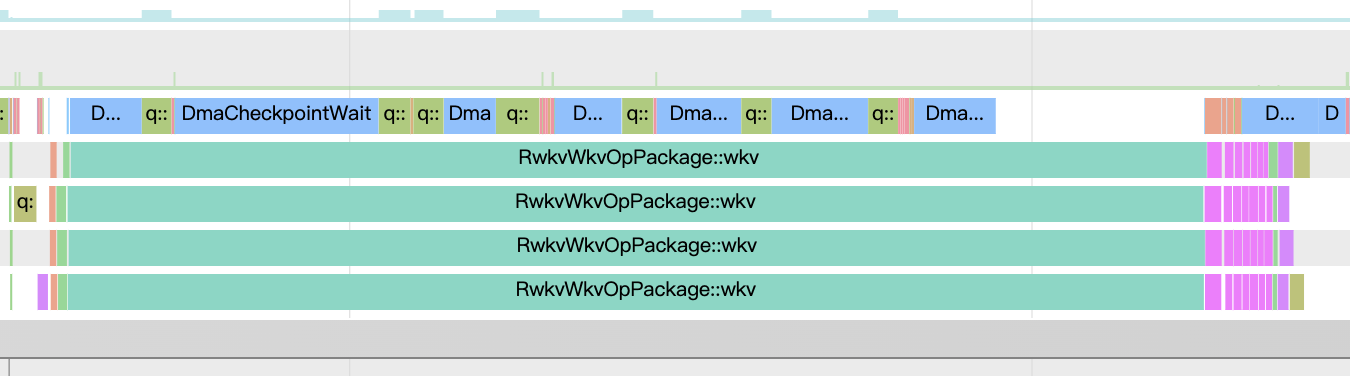 : D... q:: DmaCheckpointWait q:: q:: Dma q:: D... q:: Dma... q:: Dma... q:: Dma... D... D
RwkvWkvOpPackage::wkv
q: RwkvWkvOpPackage::wkv
RwkvWkvOpPackage::wkv
RwkvWkvOpPackage::wkv